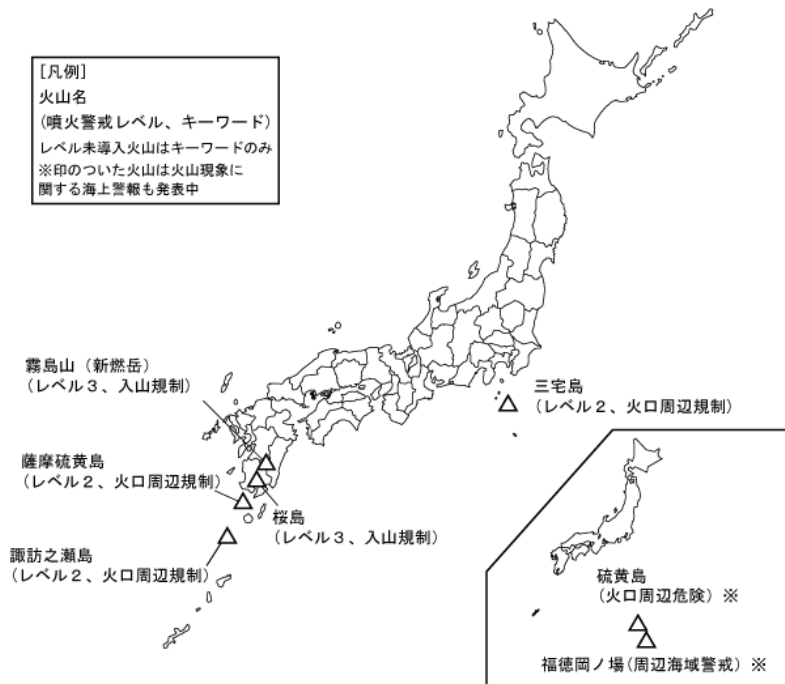 [凡例]
火山名
(噴火警戒レベル、キーワード)
レベル未導入火山はキーワードのみ
※印のついた火山は火山現象に
関する海上警報も発表中
霧島山（新燃岳）
（レベル３、入山規制）
三宅島
（レベル２、火口周辺規制）
薩摩硫黄島
（レベル２、火口周辺規制）
桜島
（レベル３、入山規制）
諏訪之瀬島
（レベル２、火口周辺規制）
硫黄島
（火口周辺危険）※
福徳岡ノ場(周辺海域警戒）※